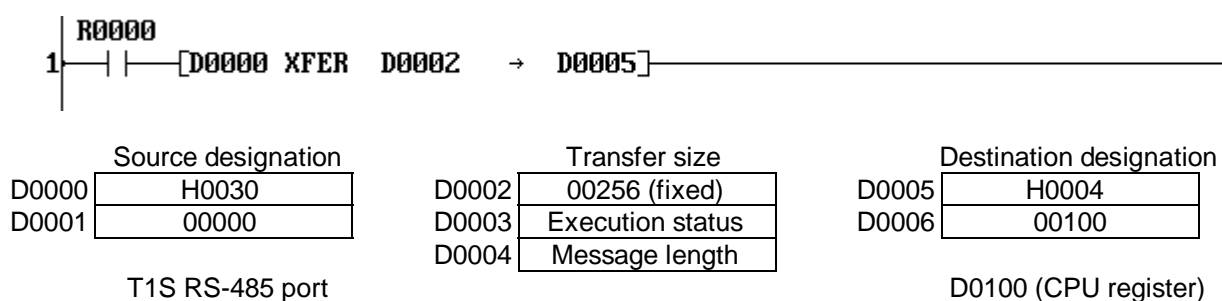 R0000
1 [D0000 XFER D0002 → D0005]
Source designation Transfer size Destination designation
D0000 H0030 D0002 00256 (fixed) D0005 H0004
D0001 00000 D0003 Execution status D0006 00100
D0004 Message length
T1S RS-485 port D0100 (CPU register)